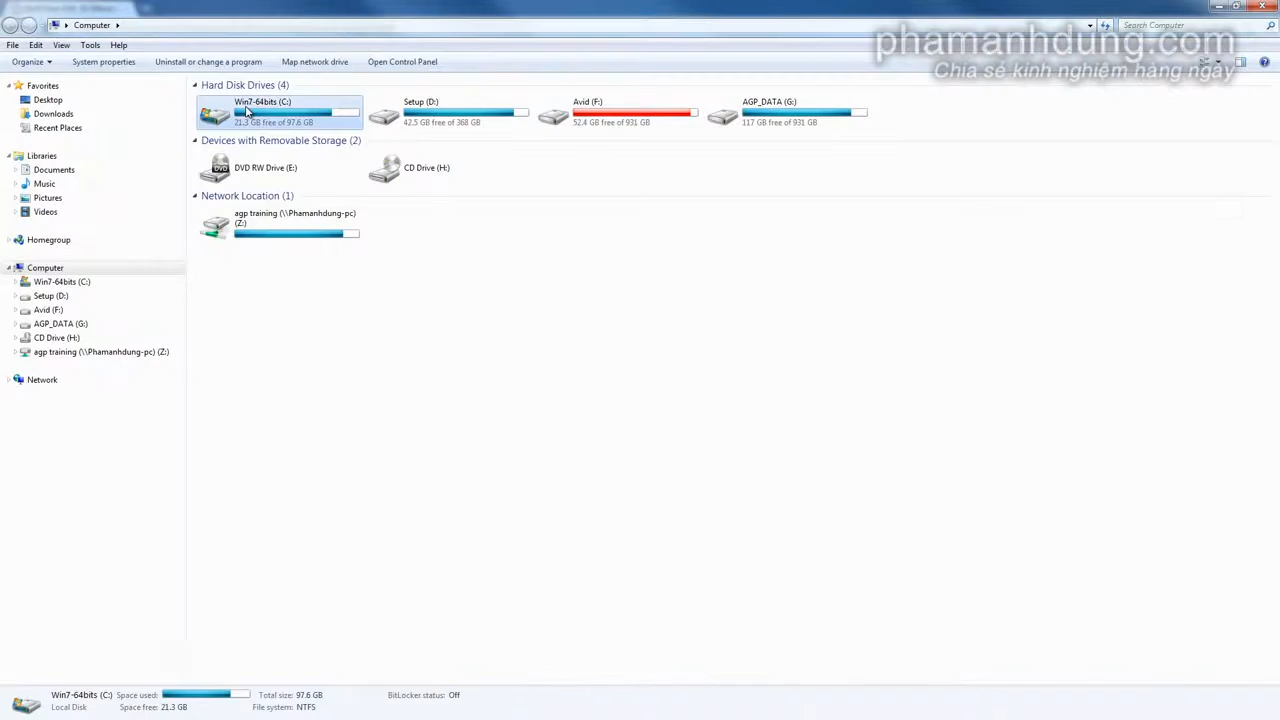 Computer
Search Computer
phamanhdung.com
Chia sẻ kinh nghiệm hàng ngày
File Edit View Tools Help
Organize System properties Uninstall or change a program Map network drive Open Control Panel
Favorites
Desktop
Downloads
Recent Places
Libraries
Documents
Music
Pictures
Videos
Homegroup
Computer
Win7-64bits (C:)
Setup (D:)
Avid (F:)
AGP_DATA (G:)
CD Drive (H:)
agp training (\\Phamanhdung-pc) (Z:)
Network
Hard Disk Drives (4)
Win7-64bits (C:)
21.3 GB free of 97.6 GB
Setup (D:)
42.5 GB free of 368 GB
Avid (F:)
52.4 GB free of 931 GB
AGP_DATA (G:)
117 GB free of 931 GB
Devices with Removable Storage (2)
DVD RW Drive (E:)
CD Drive (H:)
Network Location (1)
agp training (\\Phamanhdung-pc)
(Z:)
Win7-64bits (C:) Space used: Total size: 97.6 GB BitLocker status: Off
Local Disk Space free: 21.3 GB File system: NTFS